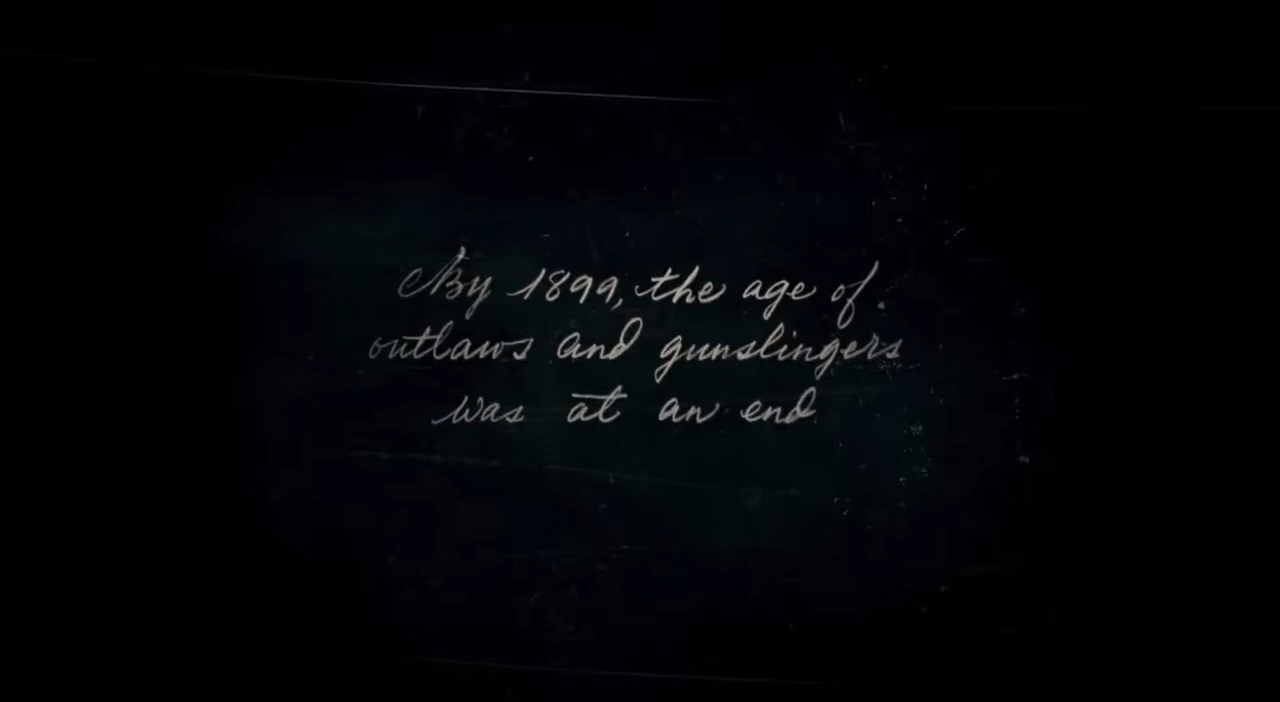 By 1899, the age of
outlaws and gunslingers
was at an end